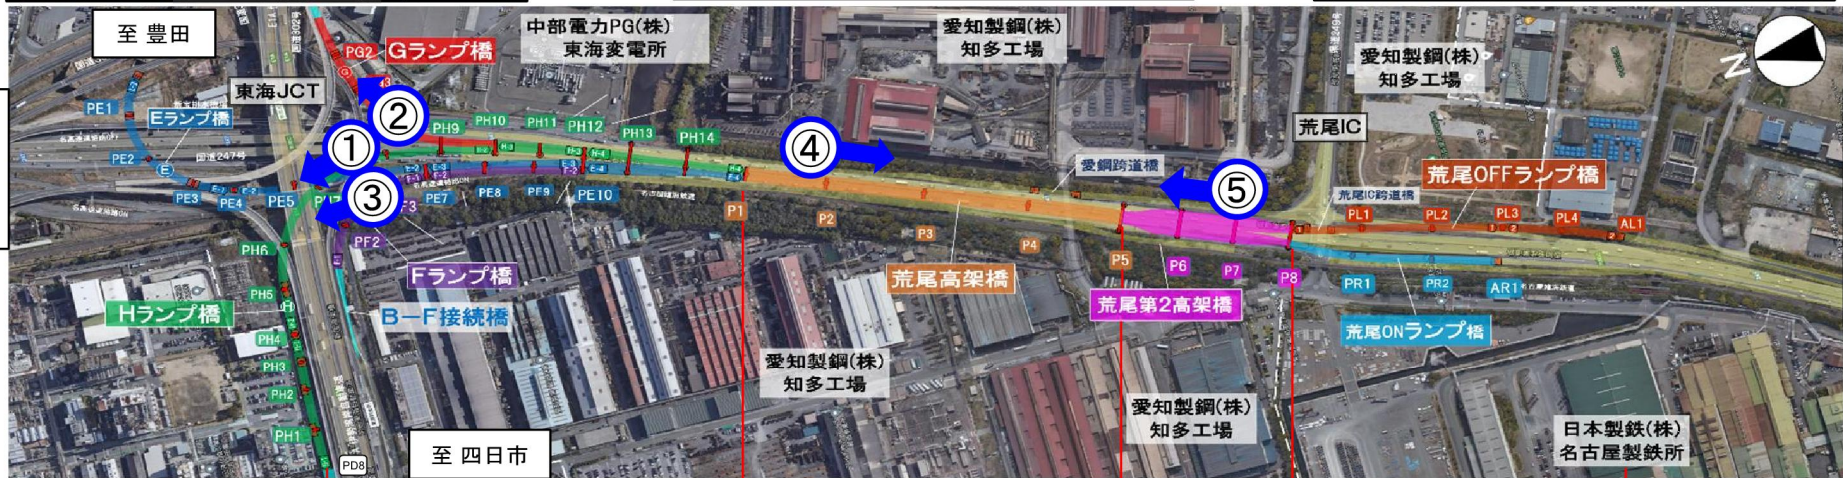 至 豊田
中部電力PG(株)
東海変電所
愛知製鋼(株)
知多工場
愛知製鋼(株)
知多工場
N
PG2
Gランプ橋
東海JCT
PE1
Eランプ橋
②
PH9
PH10
PH11
PH12
PH13
PH14
①
④
荒尾IC
国道247号
PE2
E
愛鋼跨道橋
⑤
荒尾OFFランプ橋
荒尾IC跨道橋
PE3
PE4
PE5
③
PE7
PE8
PE9
PE10
P1
P2
P3
P4
P5
P6
P7
P8
PL1
PL2
PL3
PL4
AL1
PF2
PH6
Fランプ橋
荒尾高架橋
荒尾第2高架橋
PR1
PR2
AR1
PH5
H
Hランプ橋
B−F接続橋
荒尾ONランプ橋
PH4
PH3
PH2
PH1
愛知製鋼(株)
知多工場
愛知製鋼(株)
知多工場
日本製鉄(株)
名古屋製鉄所
至 四日市
PD8